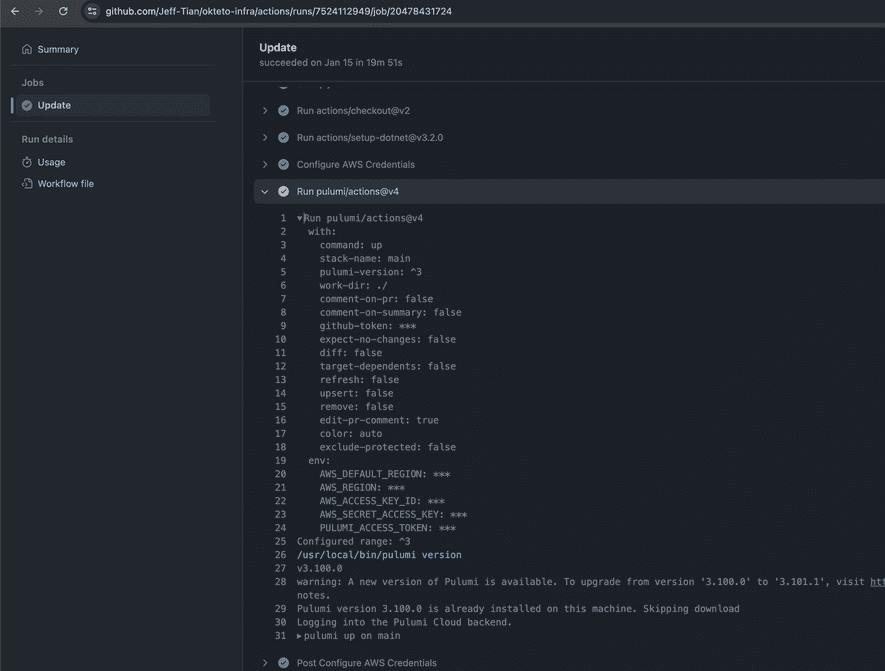 github.com/Jeff-Tian/okteto-infra/actions/runs/7524112949/job/20478431724
Summary
Jobs
Update
Run details
Usage
Workflow file
Update
succeeded on Jan 15 in 19m 51s
Run actions/checkout@v2
Run actions/setup-dotnet@v3.2.0
Configure AWS Credentials
Run pulumi/actions@v4
1 ▾Run pulumi/actions@v4
2 with:
3 command: up
4 stack-name: main
5 pulumi-version: ^3
6 work-dir: ./
7 comment-on-pr: false
8 comment-on-summary: false
9 github-token: ***
10 expect-no-changes: false
11 diff: false
12 target-dependents: false
13 refresh: false
14 upsert: false
15 remove: false
16 edit-pr-comment: true
17 color: auto
18 exclude-protected: false
19 env:
20 AWS_DEFAULT_REGION: ***
21 AWS_REGION: ***
22 AWS_ACCESS_KEY_ID: ***
23 AWS_SECRET_ACCESS_KEY: ***
24 PULUMI_ACCESS_TOKEN: ***
25 Configured range: ^3
26 /usr/local/bin/pulumi version
27 v3.100.0
28 warning: A new version of Pulumi is available. To upgrade from version '3.100.0' to '3.101.1', visit
notes.
29 Pulumi version 3.100.0 is already installed on this machine. Skipping download
30 Logging into the Pulumi Cloud backend.
31 ▸pulumi up on main
Post Configure AWS Credentials